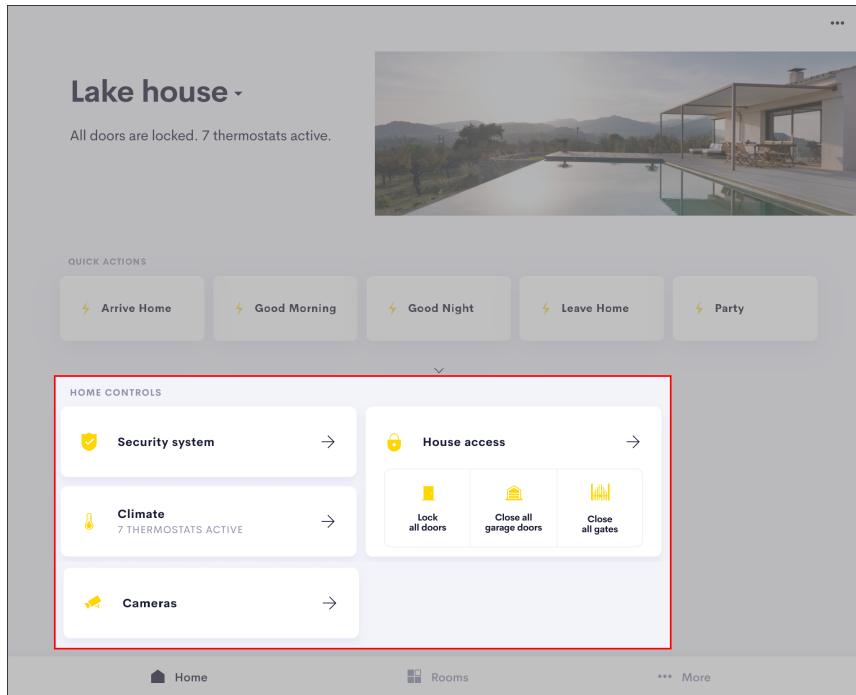 Lake house
All doors are locked. 7 thermostats active.
QUICK ACTIONS
Arrive Home
Good Morning
Good Night
Leave Home
Party
HOME CONTROLS
Security system
House access
Lock
all doors
Close all
garage doors
Close
all gates
Climate
7 THERMOSTATS ACTIVE
Cameras
Home
Rooms
More